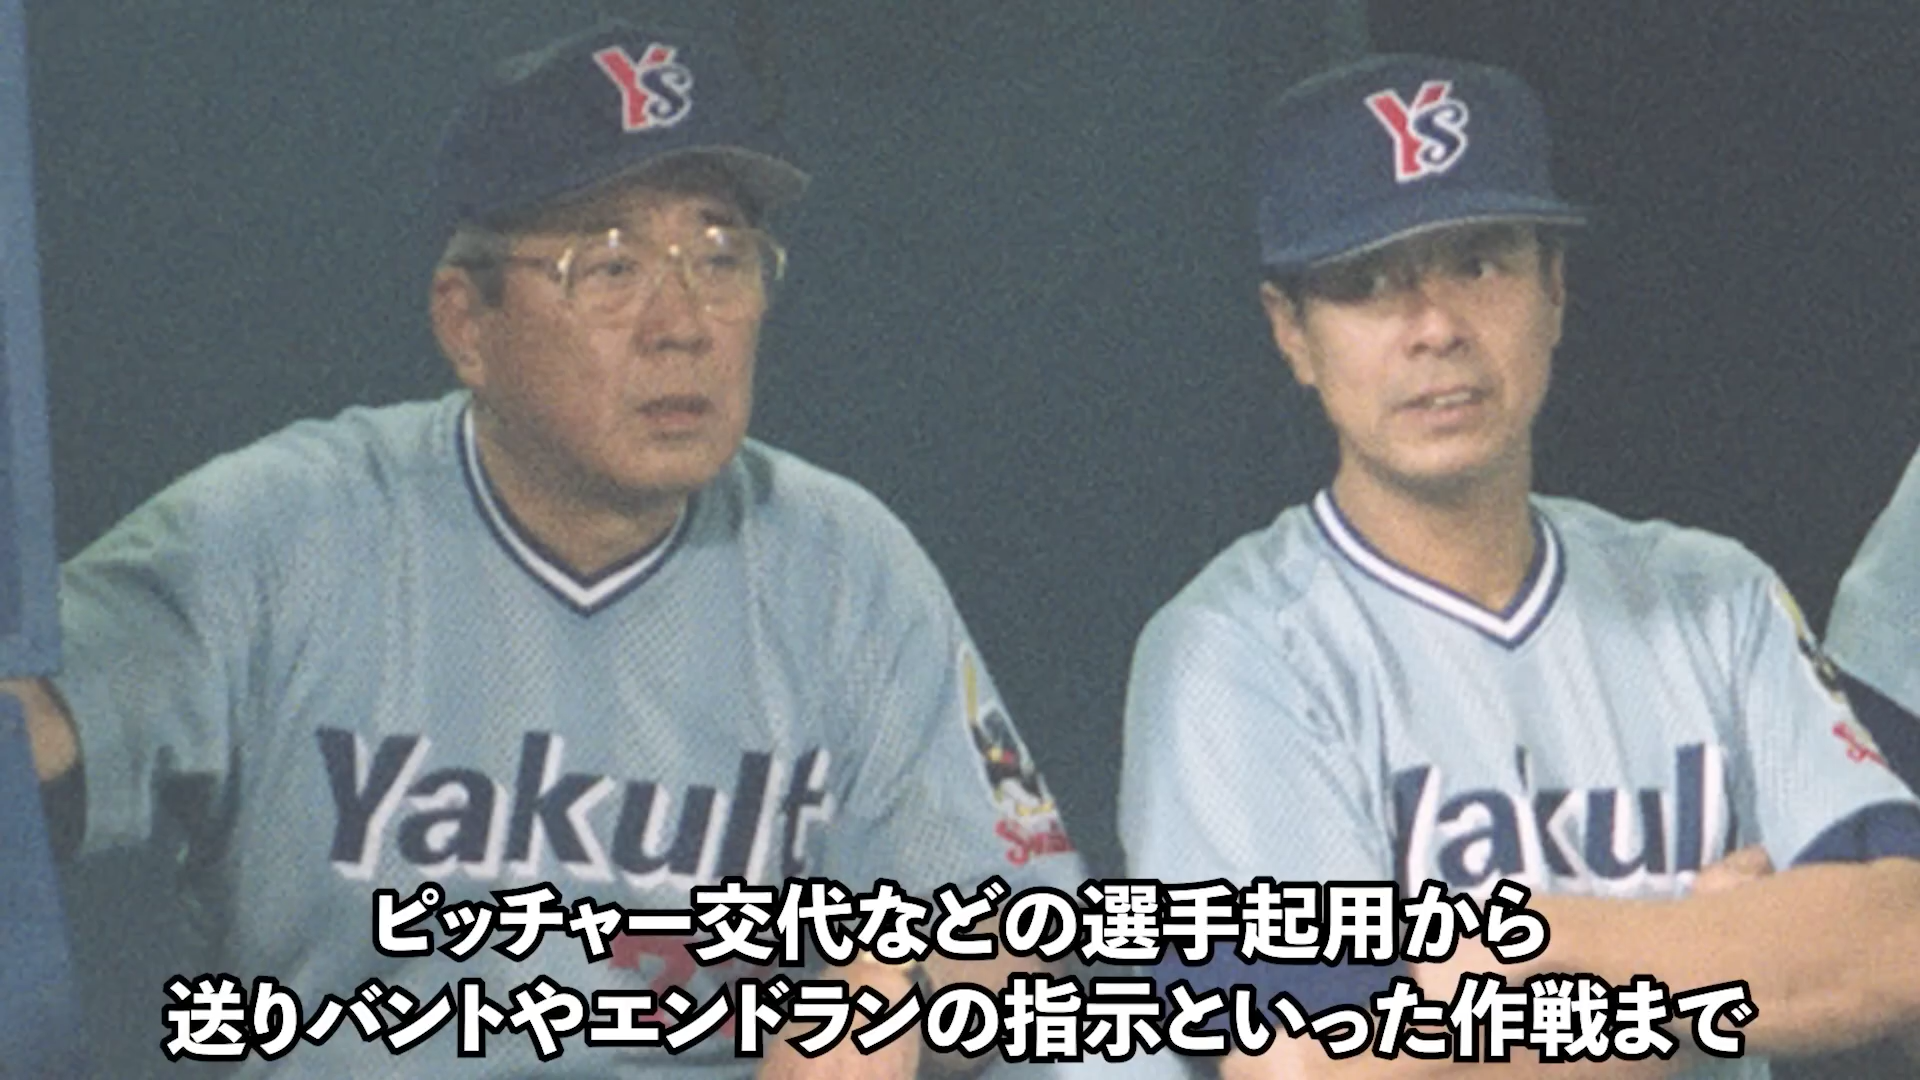 Ys
Ys
Yakult
Yakul
Swal
ピッチャー交代などの選手起用から
送りバントやエンドランの指示といった作戦まで